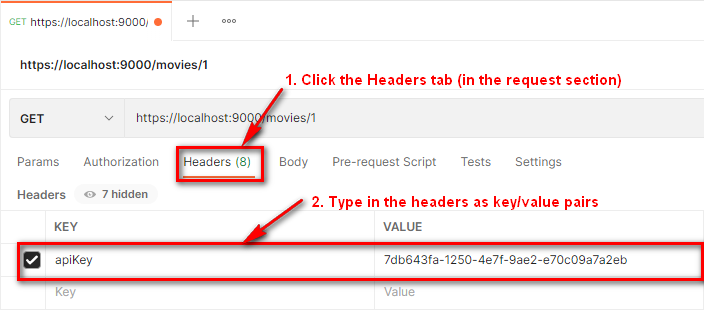 GET https://localhost:9000/
https://localhost:9000/movies/1
1. Click the Headers tab (in the request section)
GET https://localhost:9000/movies/1
Params Authorization Headers (8) Body Pre-request Script Tests Settings
Headers 7 hidden
2. Type in the headers as key/value pairs
KEY VALUE
apiKey 7db643fa-1250-4e7f-9ae2-e70c09a7a2eb
Key Value